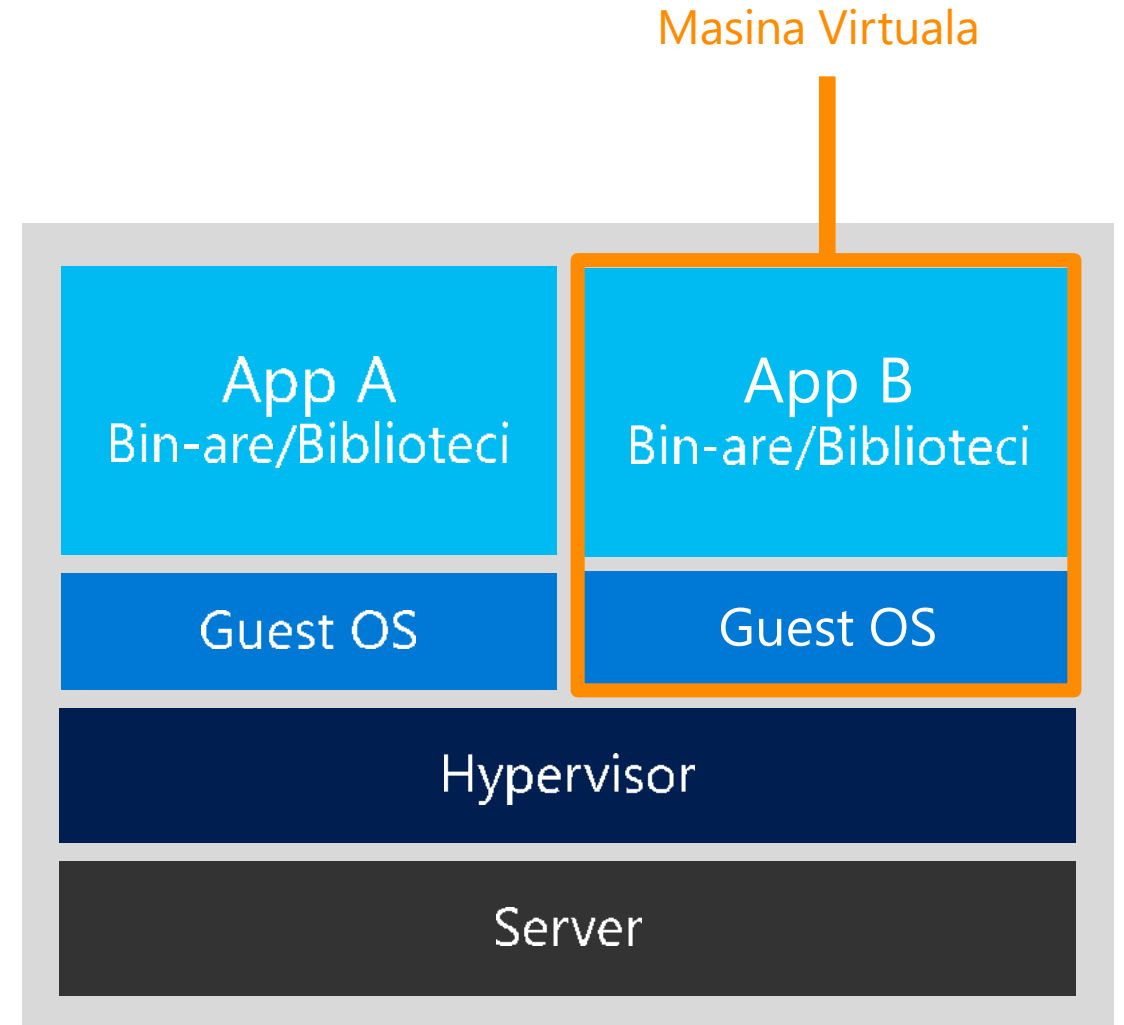 Masina Virtuala
App A
Bin-are/Biblioteci
App B
Bin-are/Biblioteci
Guest OS
Guest OS
Hypervisor
Server